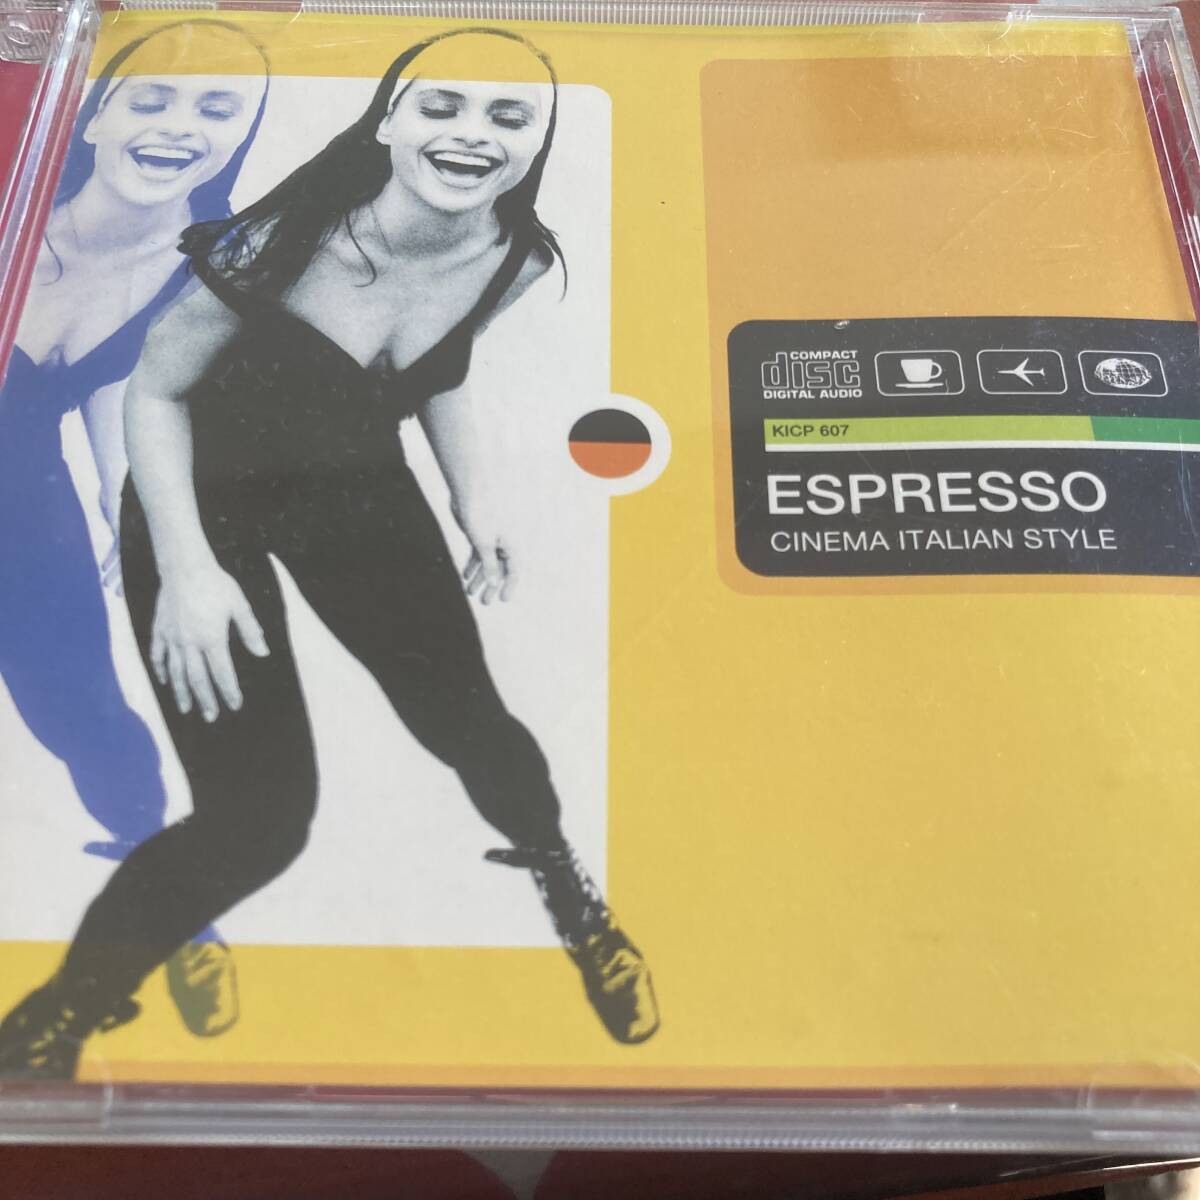 COMPACT
disc
DIGITAL AUDIO
KICP 607
ESPRESSO
CINEMA ITALIAN STYLE